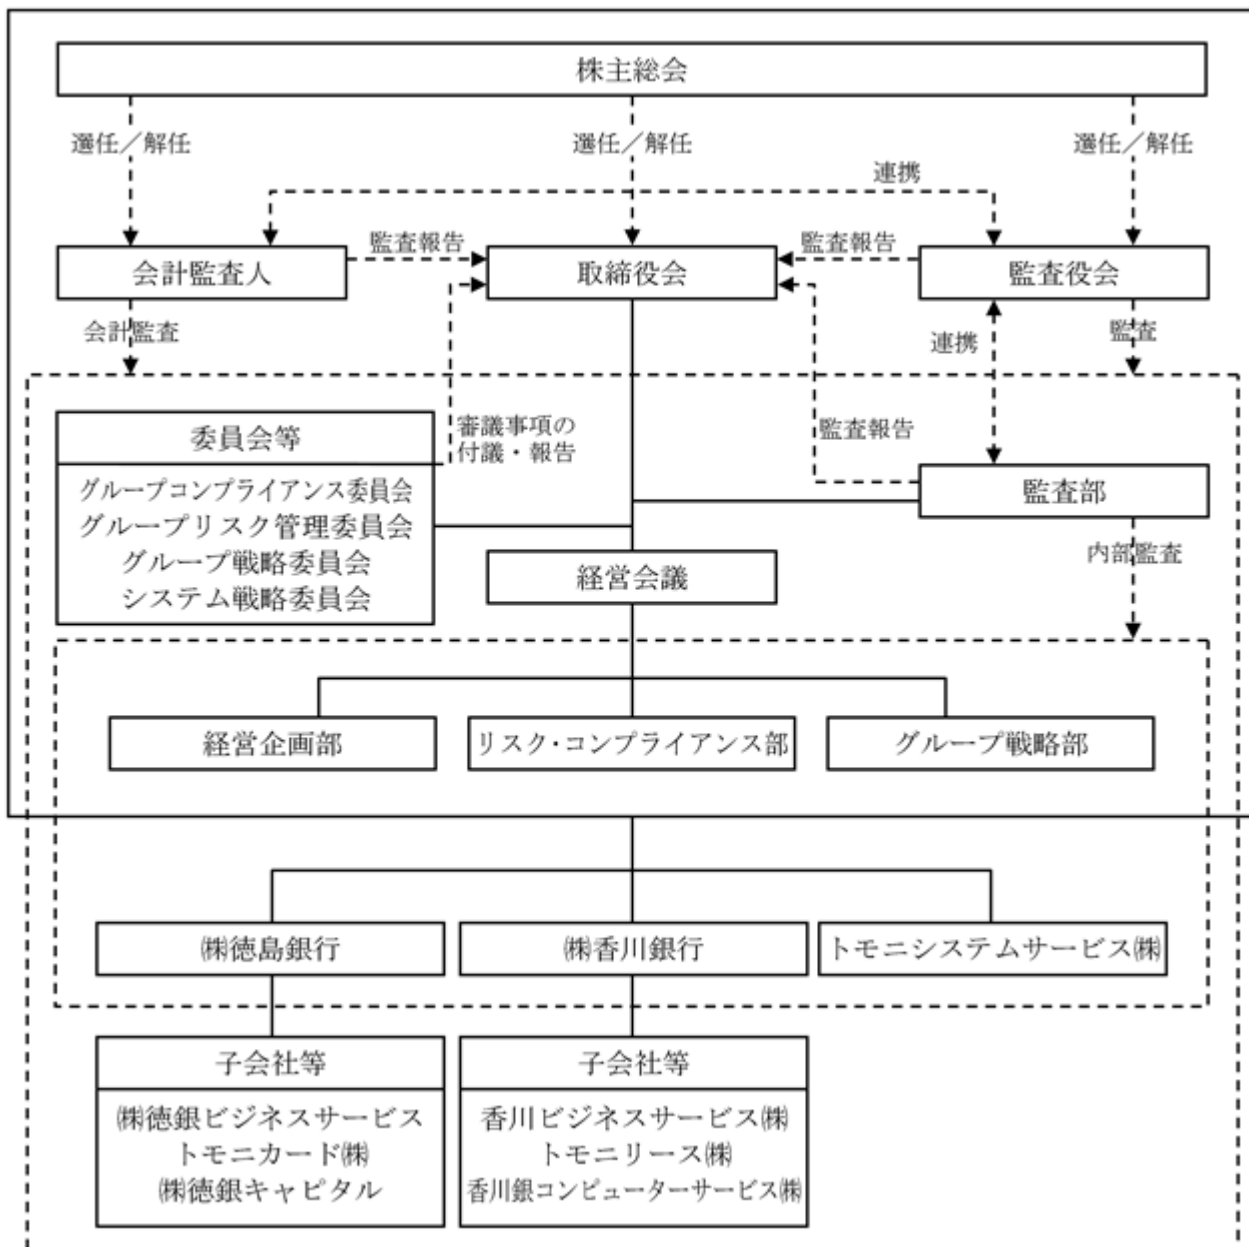 株主総会
選任／解任
選任／解任
選任／解任
連携
会計監査人
監査報告
取締役会
監査報告
監査役会
会計監査
連携
監査
委員会等
審議事項の
付議・報告
監査報告
グループコンプライアンス委員会
グループリスク管理委員会
グループ戦略委員会
システム戦略委員会
監査部
内部監査
経営会議
経営企画部
リスク・コンプライアンス部
グループ戦略部
㈱徳島銀行
㈱香川銀行
トモニシステムサービス㈱
子会社等
㈱徳銀ビジネスサービス
トモニカード㈱
㈱徳銀キャピタル
子会社等
香川ビジネスサービス㈱
トモニリース㈱
香川銀コンピューターサービス㈱